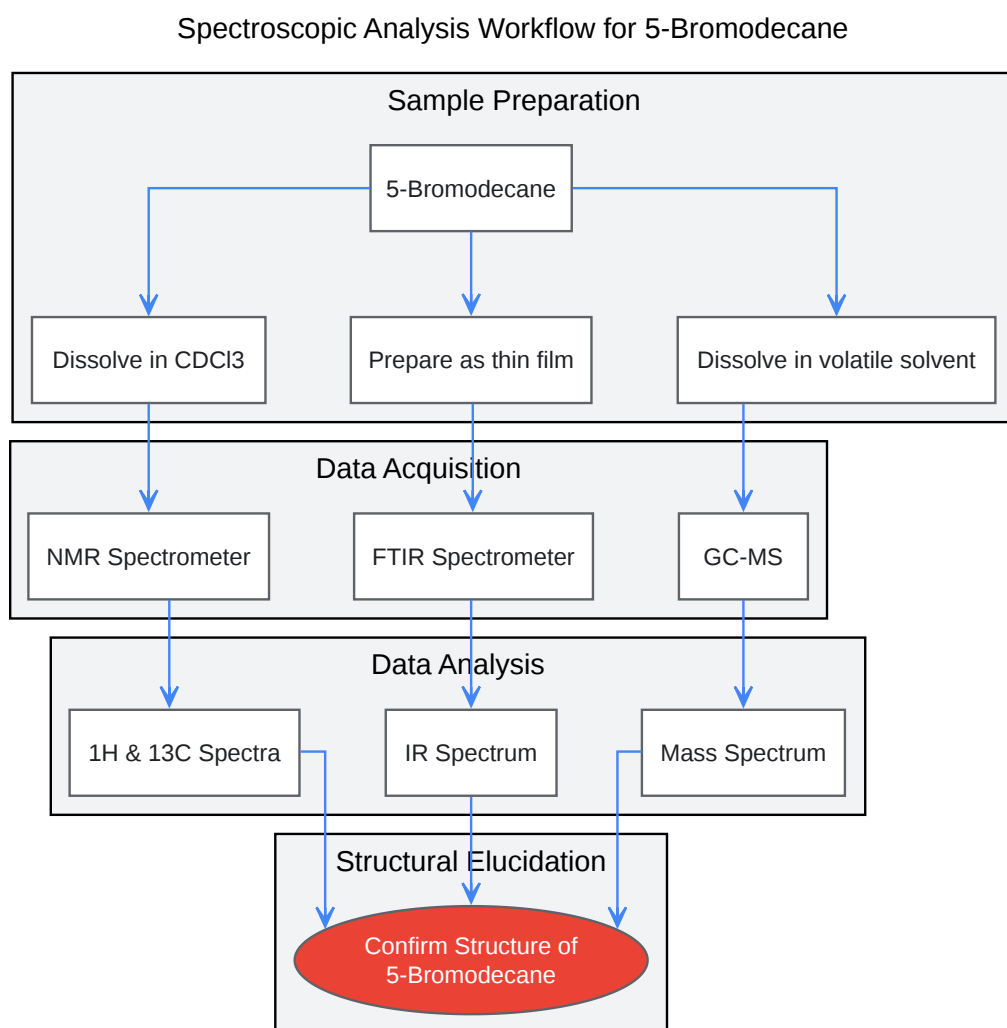 Spectroscopic Analysis Workflow for 5-Bromodecane
Sample Preparation
5-Bromodecane
Dissolve in CDCl3
Prepare as thin film
Dissolve in volatile solvent
Data Acquisition
NMR Spectrometer
FTIR Spectrometer
GC-MS
Data Analysis
1H & 13C Spectra
IR Spectrum
Mass Spectrum
Structural Elucidation
Confirm Structure of
5-Bromodecane